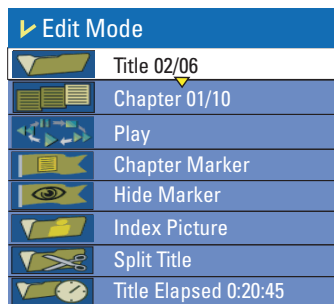 Edit Mode
Title 02/06
Chapter 01/10
Play
Chapter Marker
Hide Marker
Index Picture
Split Title
Title Elapsed 0:20:45